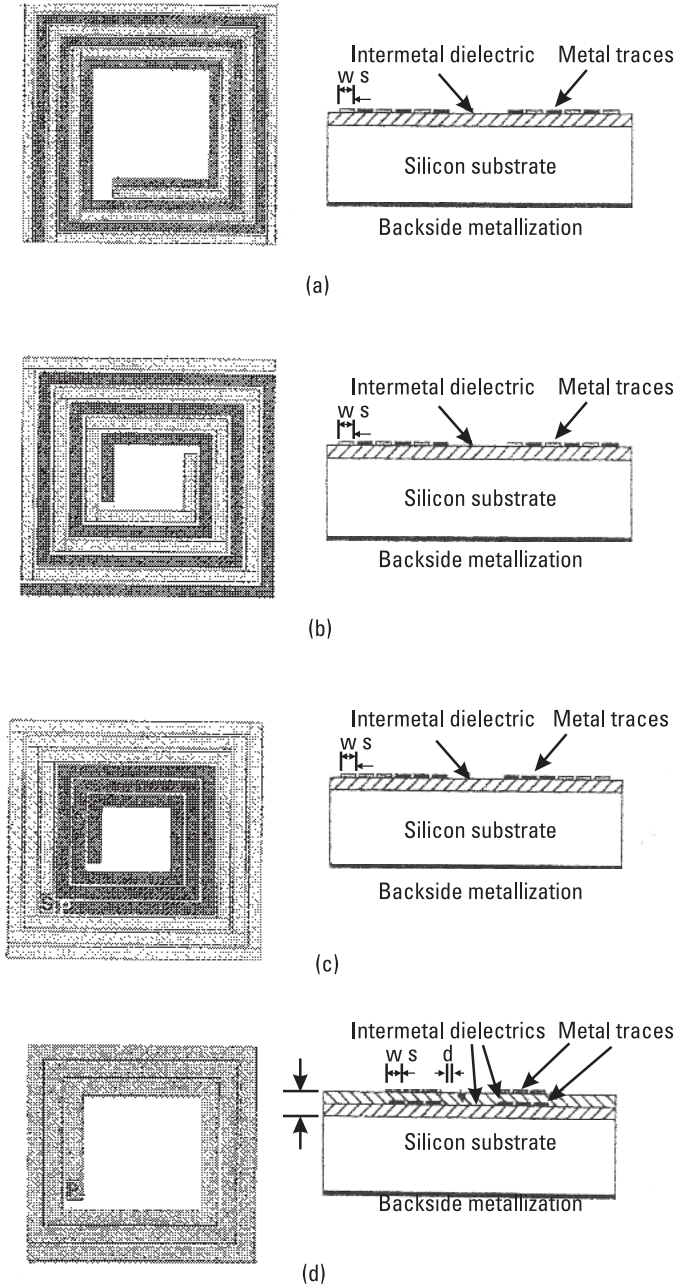 Intermetal dielectric Metal traces
w s
Silicon substrate
Backside metallization
(a)
Intermetal dielectric Metal traces
w s
Silicon substrate
Backside metallization
(b)
Intermetal dielectric Metal traces
w s
Silicon substrate
Backside metallization
S P
(c)
Intermetal dielectrics Metal traces
w s d
Silicon substrate
Backside metallization
(d)